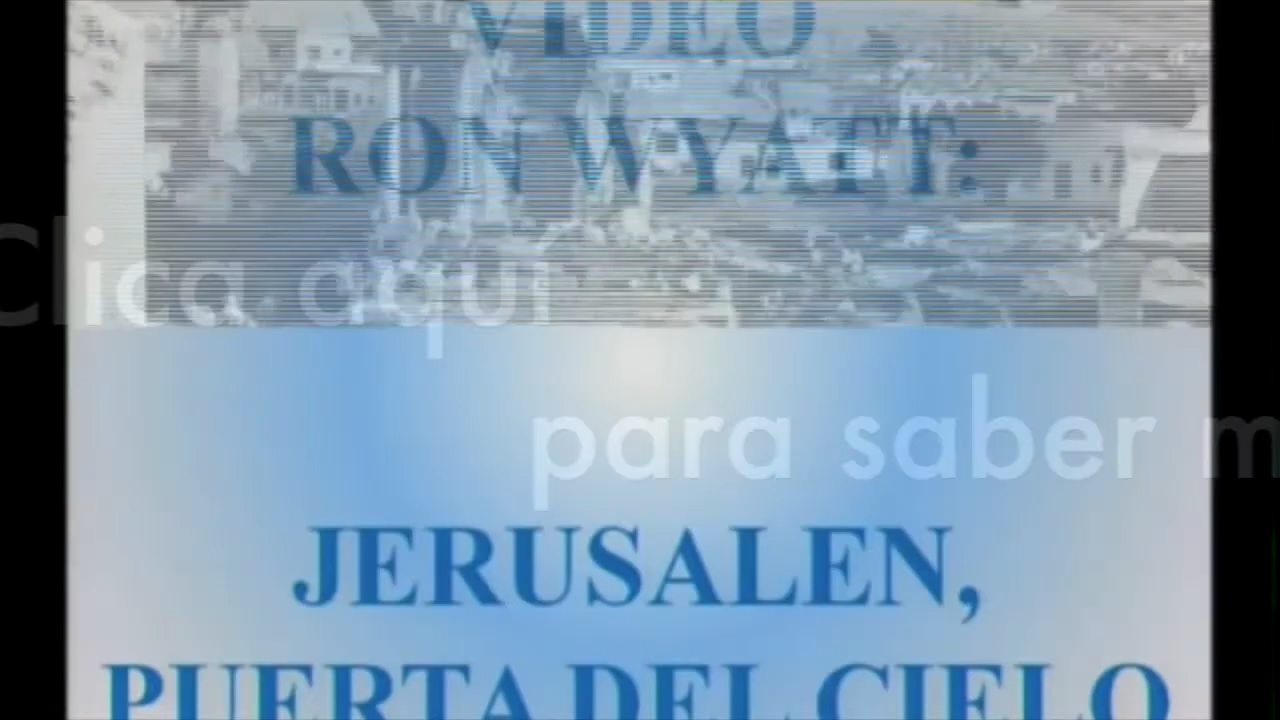 VIDEO
RON WYATT:
Clica aquí
para saber m
JERUSALEN,
PUERTA DEL CIELO